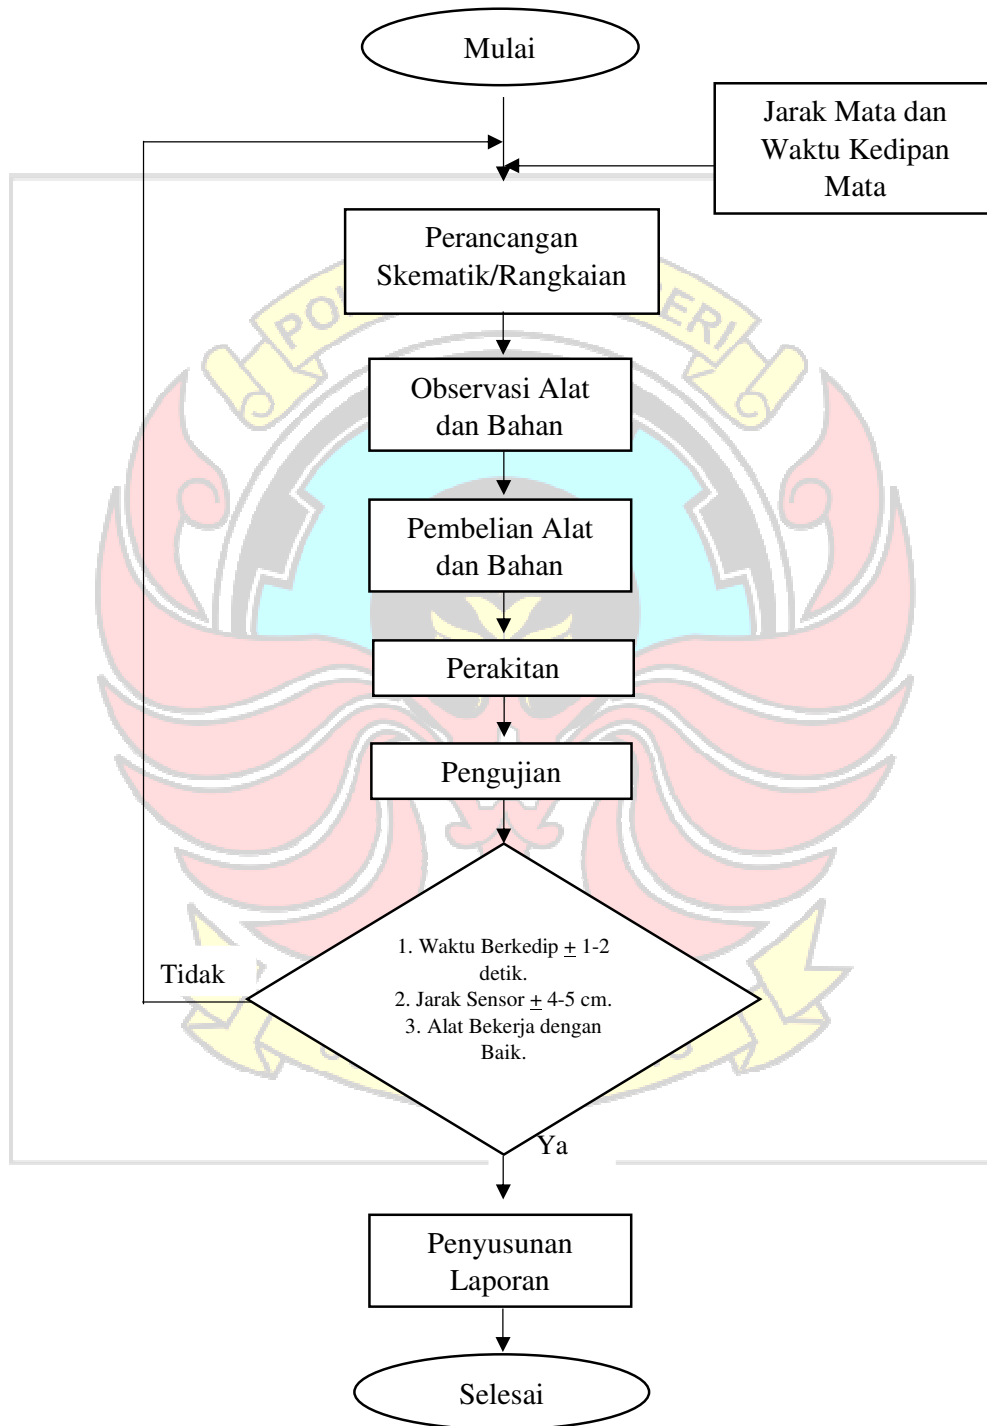 Mulai
Jarak Mata dan
Waktu Kedipan
Mata
Perancangan
Skematik/Rangkaian
Observasi Alat
dan Bahan
Pembelian Alat
dan Bahan
Perakitan
Pengujian
1. Waktu Berkedip ± 1-2
detik.
2. Jarak Sensor ± 4-5 cm.
3. Alat Bekerja dengan
Baik.
Tidak
Ya
Penyusunan
Laporan
Selesai